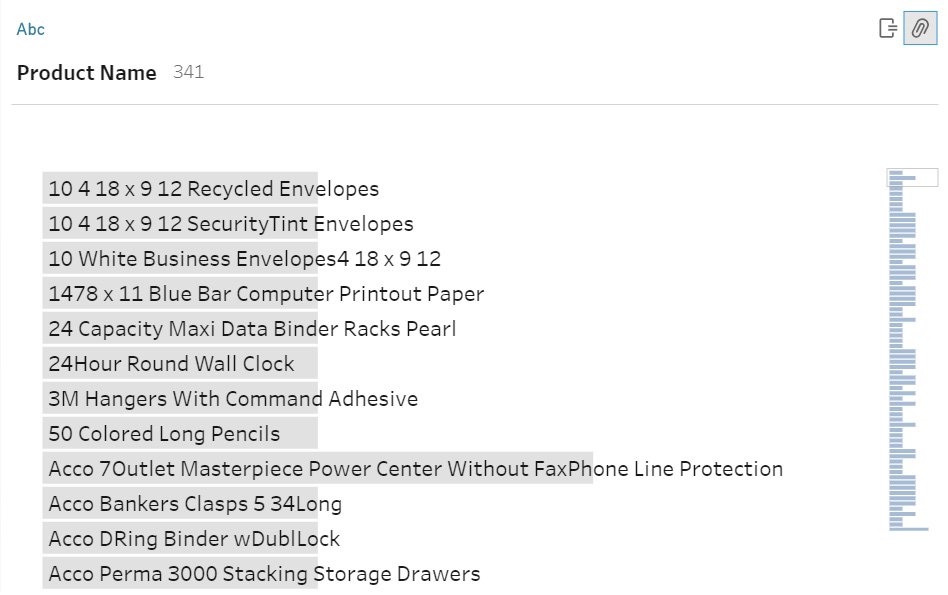 Abc
Product Name 341
10 4 18 x 9 12 Recycled Envelopes
10 4 18 x 9 12 SecurityTint Envelopes
10 White Business Envelopes4 18 x 9 12
1478 x 11 Blue Bar Computer Printout Paper
24 Capacity Maxi Data Binder Racks Pearl
24Hour Round Wall Clock
3M Hangers With Command Adhesive
50 Colored Long Pencils
Acco 7Outlet Masterpiece Power Center Without FaxPhone Line Protection
Acco Bankers Clasps 5 34Long
Acco DRing Binder wDublLock
Acco Perma 3000 Stacking Storage Drawers